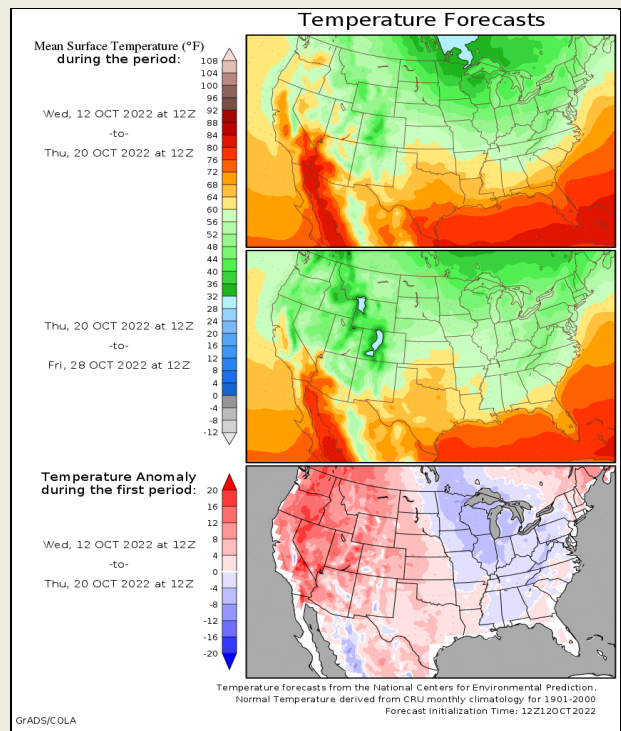 Temperature Forecasts
Mean Surface Temperature (°F)
during the period:
Wed, 12 OCT 2022 at 12Z
-to-
Thu, 20 OCT 2022 at 12Z
108
104
100
96
92
88
84
80
76
72
68
64
60
56
52
48
44
40
36
32
28
24
20
16
12
8
4
0
-4
-8
-12
Thu, 20 OCT 2022 at 12Z
-to-
Fri, 28 OCT 2022 at 12Z
Temperature Anomaly
during the first period:
Wed, 12 OCT 2022 at 12Z
-to-
Thu, 20 OCT 2022 at 12Z
20
16
12
8
4
0
-4
-8
-12
-16
-20
Temperature forecasts from the National Centers for Environmental Prediction.
Normal Temperature derived from CRU monthly climatology for 1901-2000
Forecast Initialization Time: 12Z12OCT2022
GrADS/COLA